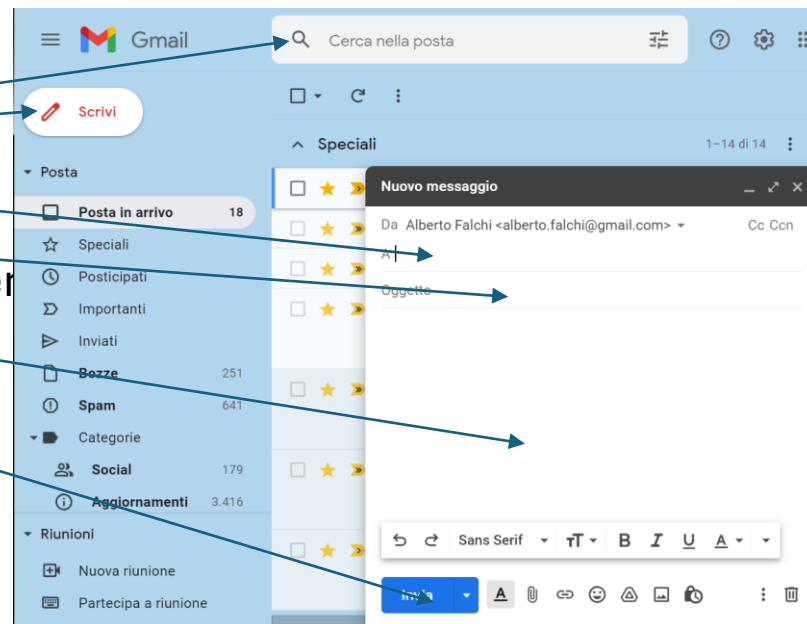 Gmail
Cerca nella posta
Scrivi
Speciali
1–14 di 14
Posta
Posta in arrivo 18
Speciali
Posticipati
Importanti
Inviati
Bozze 251
Spam 641
Categorie
Social 179
Aggiornamenti 3.416
Riunioni
Nuova riunione
Partecipa a riunione
Nuovo messaggio
Da Alberto Falchi <alberto.falchi@gmail.com> Cc Ccn
A
Oggetto
Sans Serif
Invia